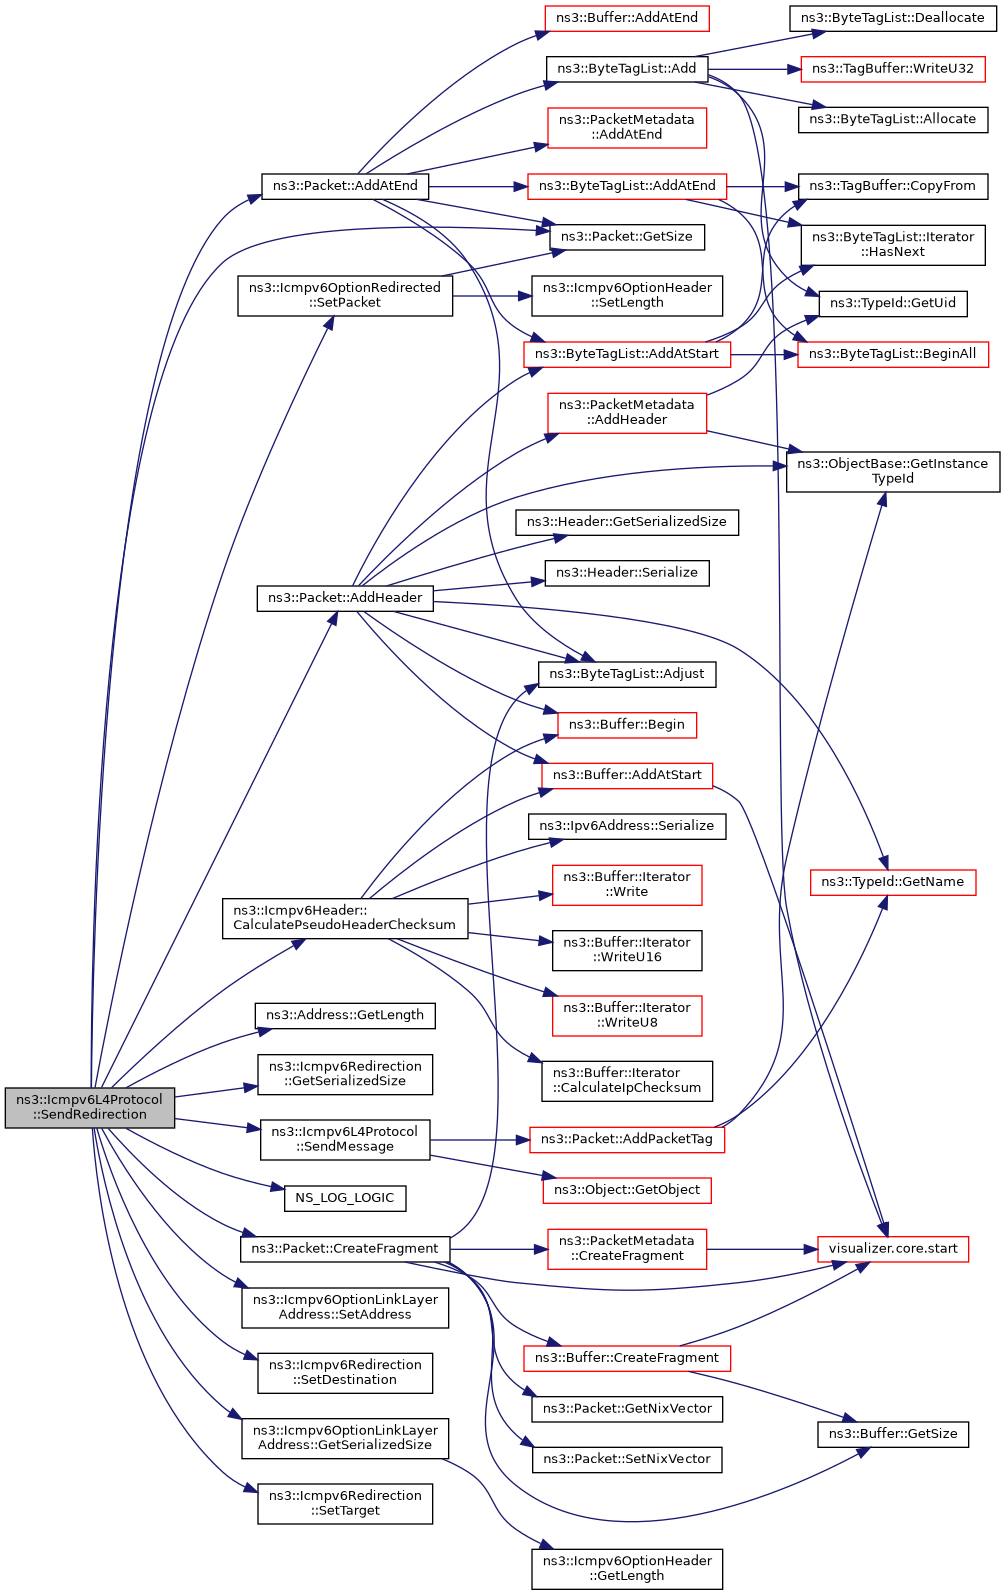 ns3::Icmpv6L4Protocol
::SendRedirection
ns3::Packet::AddAtEnd
ns3::Icmpv6OptionRedirected
::SetPacket
ns3::Packet::AddHeader
ns3::Icmpv6Header::
CalculatePseudoHeaderChecksum
ns3::Address::GetLength
ns3::Icmpv6Redirection
::GetSerializedSize
ns3::Icmpv6L4Protocol
::SendMessage
NS_LOG_LOGIC
ns3::Packet::CreateFragment
ns3::Icmpv6OptionLinkLayer
Address::SetAddress
ns3::Icmpv6Redirection
::SetDestination
ns3::Icmpv6OptionLinkLayer
Address::GetSerializedSize
ns3::Icmpv6Redirection
::SetTarget
ns3::Buffer::AddAtEnd
ns3::ByteTagList::Add
ns3::PacketMetadata
::AddAtEnd
ns3::ByteTagList::AddAtEnd
ns3::Packet::GetSize
ns3::Icmpv6OptionHeader
::SetLength
ns3::ByteTagList::AddAtStart
ns3::PacketMetadata
::AddHeader
ns3::Header::GetSerializedSize
ns3::Header::Serialize
ns3::ByteTagList::Adjust
ns3::Buffer::Begin
ns3::Buffer::AddAtStart
ns3::Ipv6Address::Serialize
ns3::Buffer::Iterator
::Write
ns3::Buffer::Iterator
::WriteU16
ns3::Buffer::Iterator
::WriteU8
ns3::Buffer::Iterator
::CalculateIpChecksum
ns3::Packet::AddPacketTag
ns3::Object::GetObject
ns3::PacketMetadata
::CreateFragment
ns3::Buffer::CreateFragment
ns3::Packet::GetNixVector
ns3::Packet::SetNixVector
ns3::Icmpv6OptionHeader
::GetLength
ns3::ByteTagList::Deallocate
ns3::TagBuffer::WriteU32
ns3::ByteTagList::Allocate
ns3::TagBuffer::CopyFrom
ns3::ByteTagList::Iterator
::HasNext
ns3::TypeId::GetUid
ns3::ByteTagList::BeginAll
ns3::ObjectBase::GetInstance
TypeId
ns3::TypeId::GetName
visualizer.core.start
ns3::Buffer::GetSize